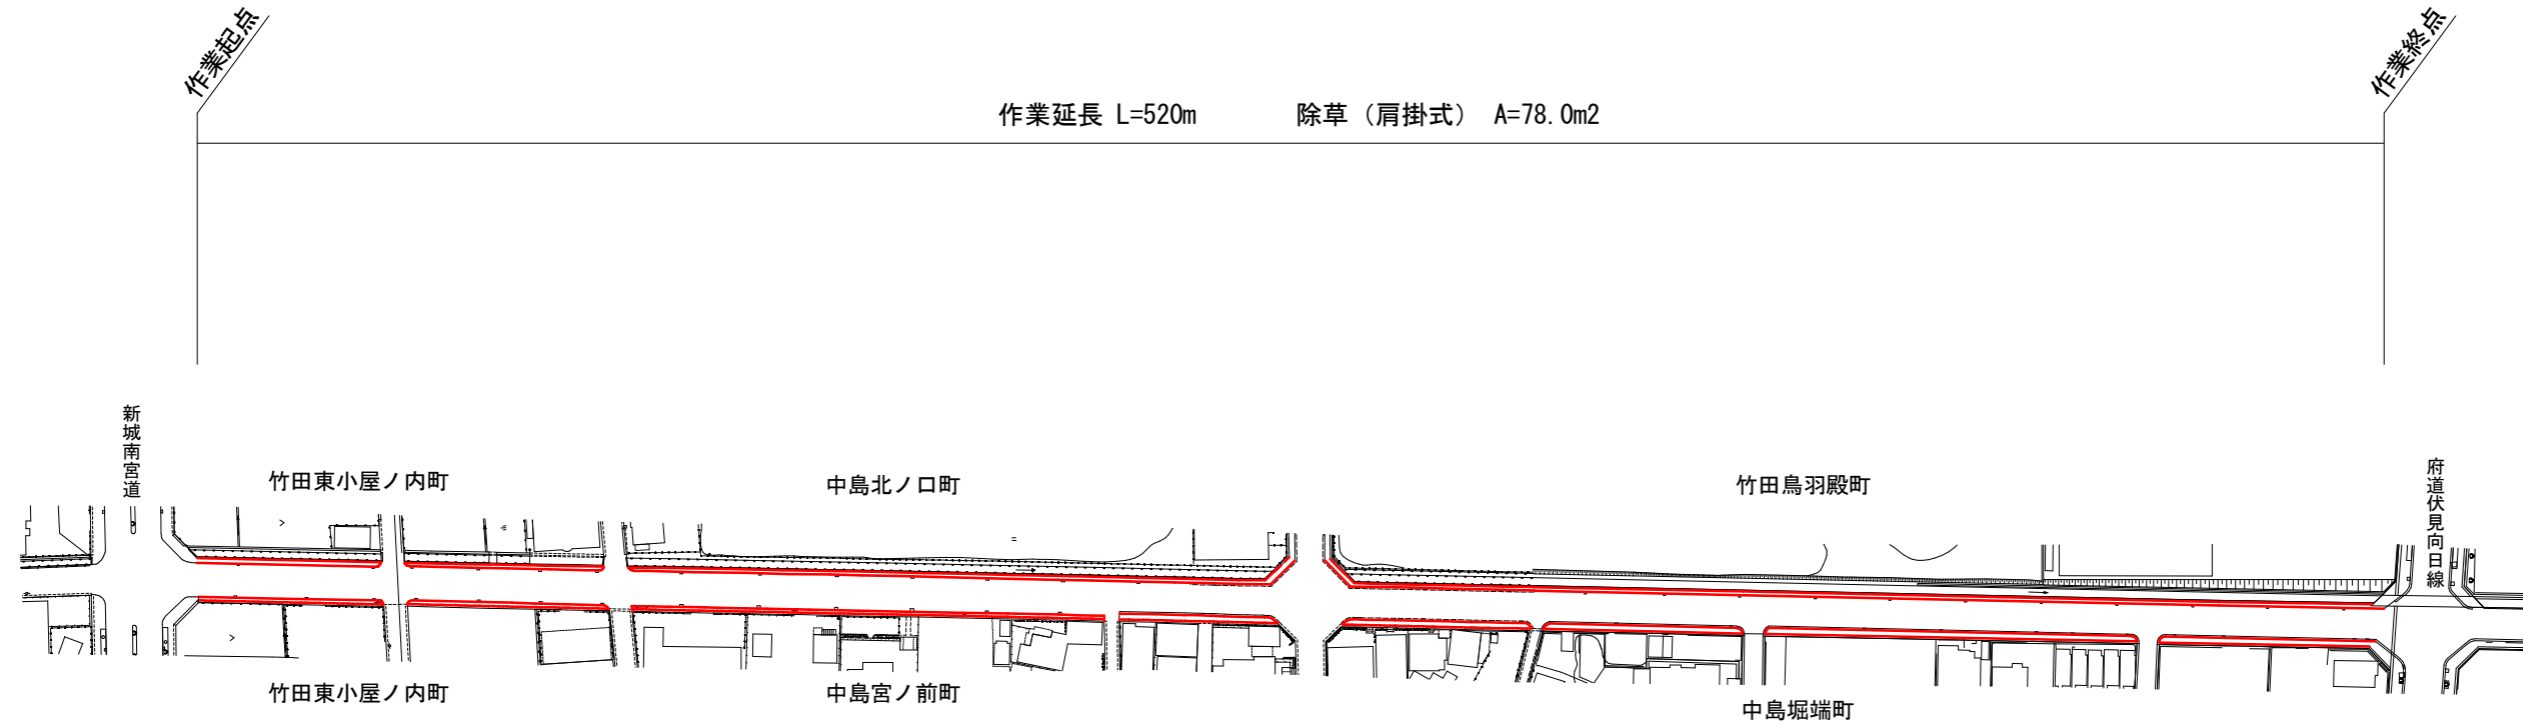 作業起点
作業終点
作業延長 L=520m 除草（肩掛式） A=78.0m2
新城南宮道
竹田東小屋ノ内町
中島北ノ口町
竹田鳥羽殿町
府道伏見向日線
竹田東小屋ノ内町
中島宮ノ前町
中島堀端町